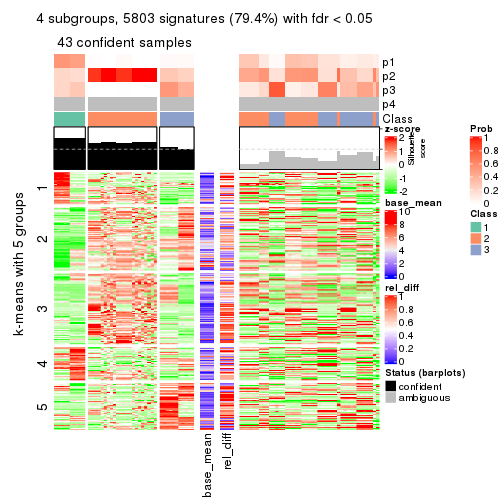 4 subgroups, 5803 signatures (79.4%) with fdr < 0.05
43 confident samples
p1
p2
p3
p4
Class
Silhouette
score
k-means with 5 groups
1
2
3
4
5
base_mean
rel_diff
z-score
2
1
0
-1
-2
base_mean
10
8
6
4
2
0
rel_diff
1
0.8
0.6
0.4
0.2
0
Status (barplots)
confident
ambiguous
Prob
1
0.8
0.6
0.4
0.2
0
Class
1
2
3